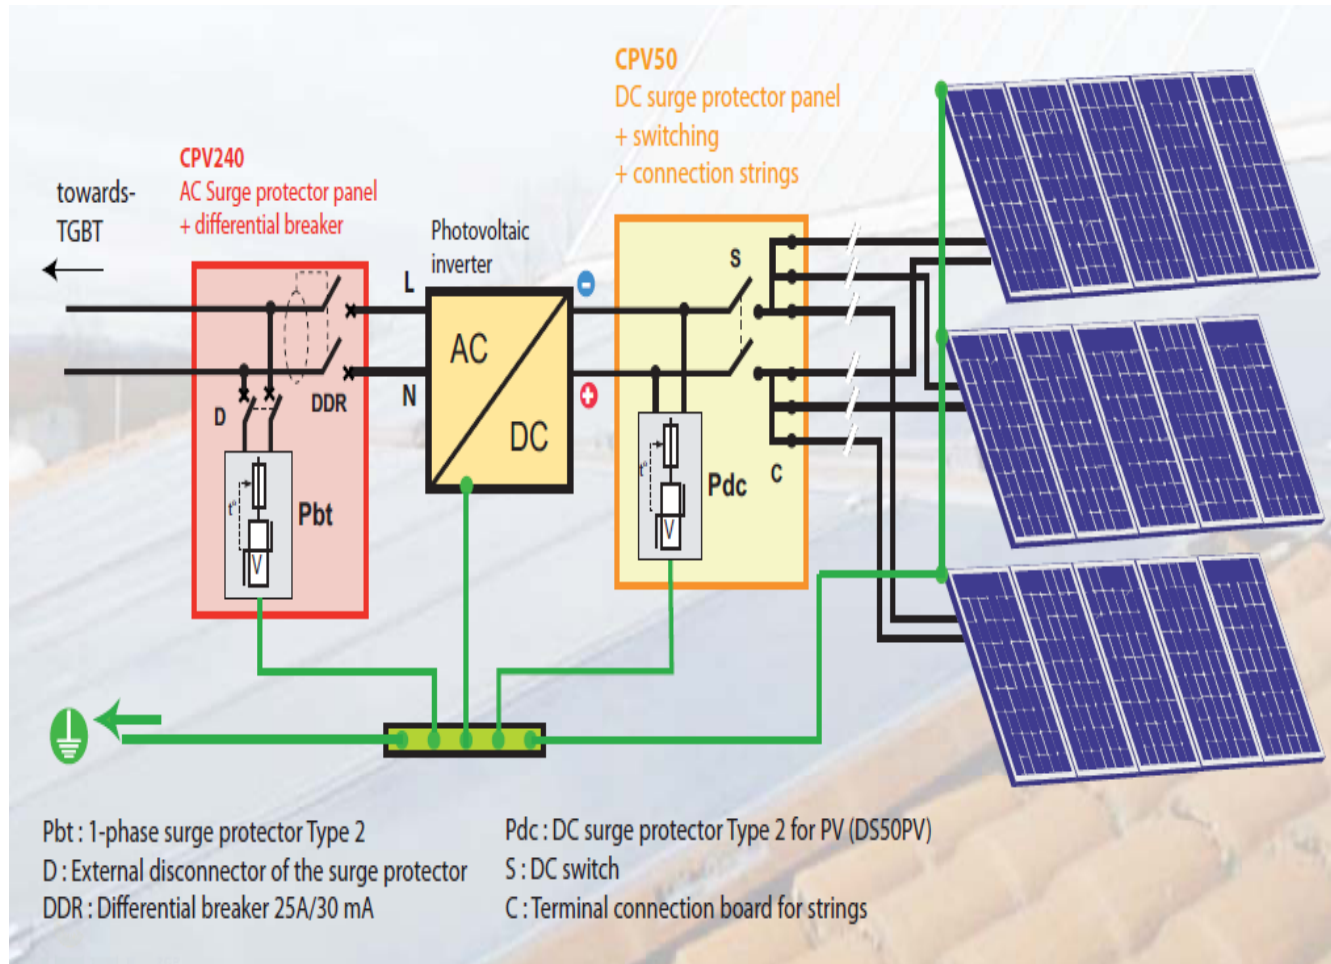 CPV50
DC surge protector panel
+ switching
+ connection strings
CPV240
AC Surge protector panel
+ differential breaker
towards-
TGBT
Photovoltaic
inverter
L
N
AC
DC
-
+
S
D
DDR
t°
V
Pbt
t°
V
Pdc
C
Pbt : 1-phase surge protector Type 2
D : External disconnector of the surge protector
DDR : Differential breaker 25A/30 mA
Pdc : DC surge protector Type 2 for PV (DS50PV)
S : DC switch
C : Terminal connection board for strings